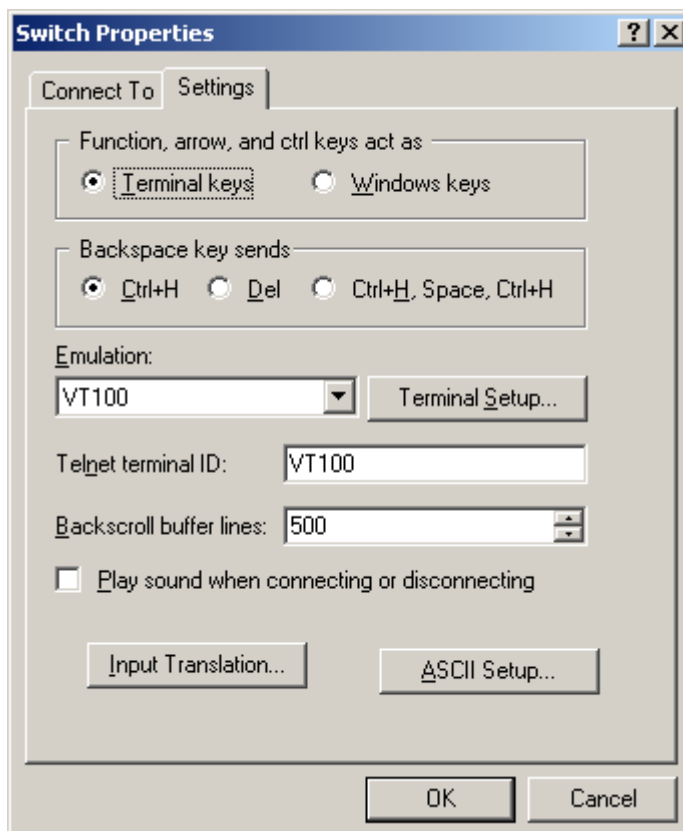 Switch Properties
Connect To Settings
Function, arrow, and ctrl keys act as
Terminal keys Windows keys
Backspace key sends
Ctrl+H Del Ctrl+H, Space, Ctrl+H
Emulation:
VT100 Terminal Setup...
Telnet terminal ID: VT100
Backscroll buffer lines: 500
Play sound when connecting or disconnecting
Input Translation... ASCII Setup...
OK Cancel